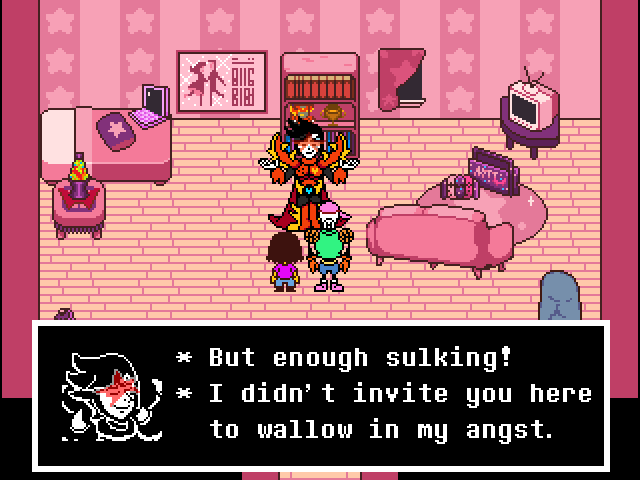 * But enough sulking!
* I didn't invite you here
to wallow in my angst.